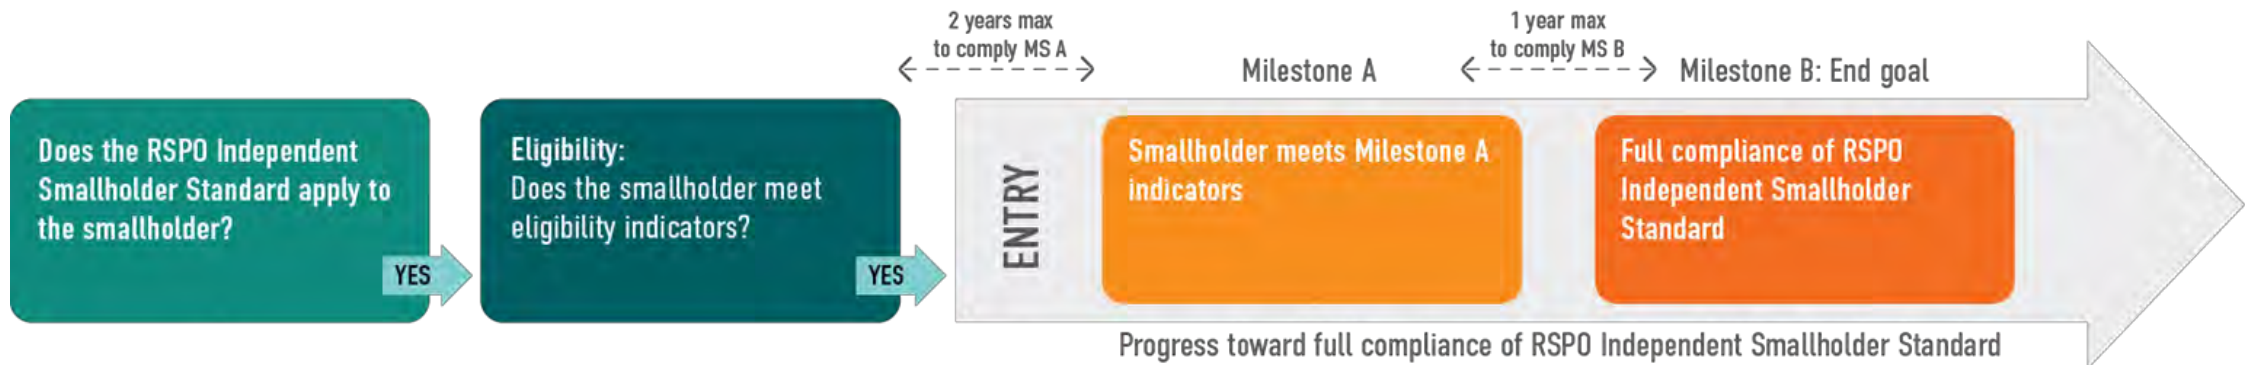 2 years max
to comply MS A
1 year max
to comply MS B
Milestone A
Milestone B: End goal
Does the RSPO Independent
Smallholder Standard apply to
the smallholder?
YES
Eligibility:
Does the smallholder meet
eligibility indicators?
YES
ENTRY
Smallholder meets Milestone A
indicators
Full compliance of RSPO
Independent Smallholder
Standard
Progress toward full compliance of RSPO Independent Smallholder Standard